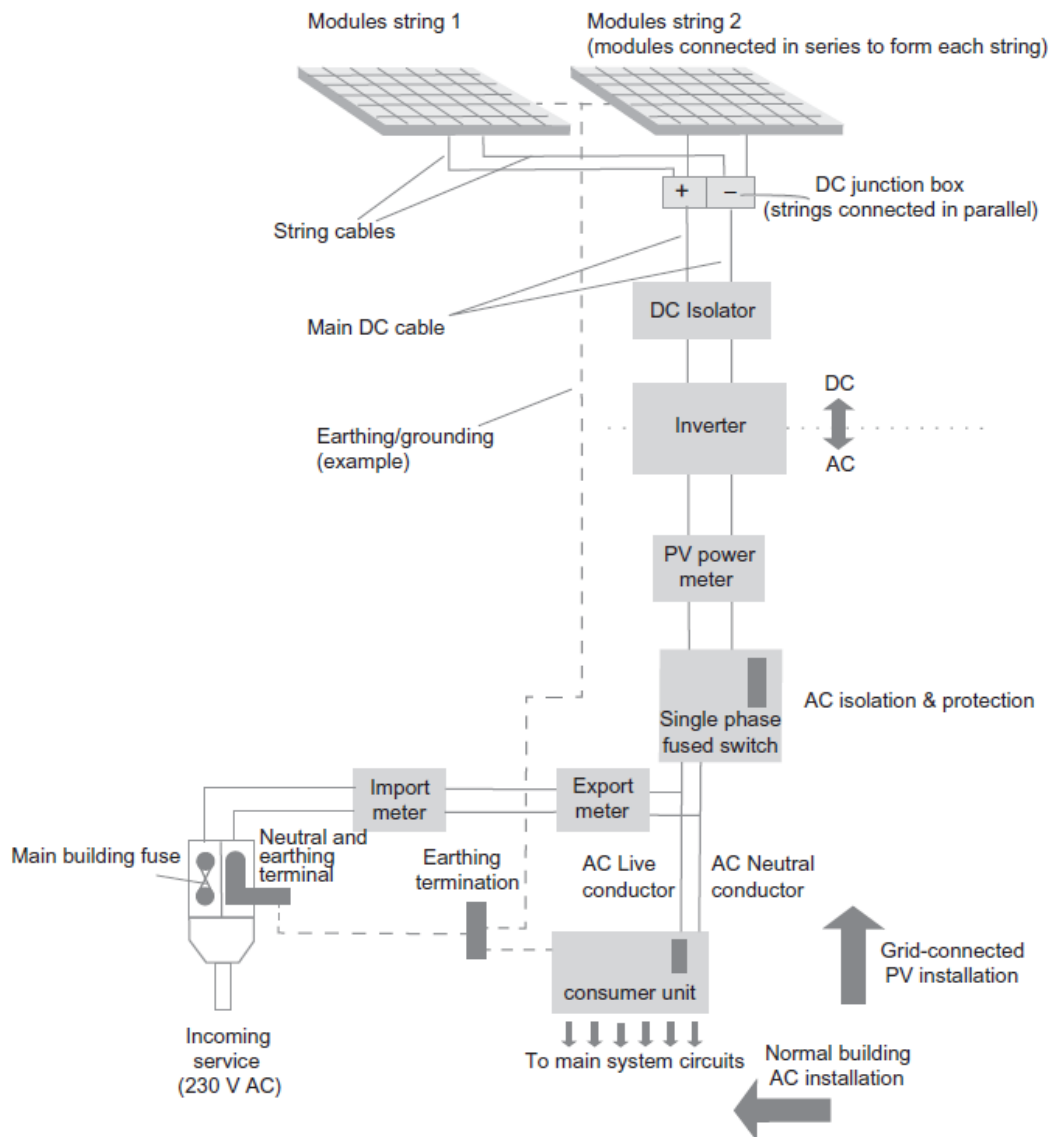 Modules string 1
Modules string 2
(modules connected in series to form each string)
+
−
DC junction box
(strings connected in parallel)
String cables
DC Isolator
Main DC cable
DC
Inverter
Earthing/grounding
(example)
AC
PV power
meter
AC isolation & protection
Single phase
fused switch
Import
meter
Export
meter
Neutral and
earthing
terminal
Main building fuse
Earthing
termination
AC Live
conductor
AC Neutral
conductor
Grid-connected
PV installation
consumer unit
Incoming
service
(230 V AC)
To main system circuits
Normal building
AC installation